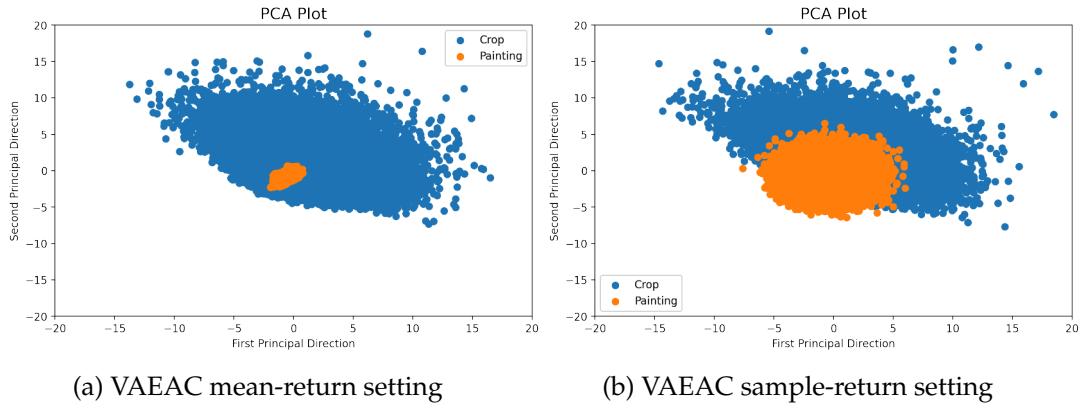 PCA Plot
20
15
10
5
0
−5
−10
−15
−20
Second Principal Direction
Crop
Painting
−20 −15 −10 −5 0 5 10 15 20
First Principal Direction
(a) VAEAC mean-return setting
PCA Plot
20
15
10
5
0
−5
−10
−15
−20
Second Principal Direction
Crop
Painting
−20 −15 −10 −5 0 5 10 15 20
First Principal Direction
(b) VAEAC sample-return setting